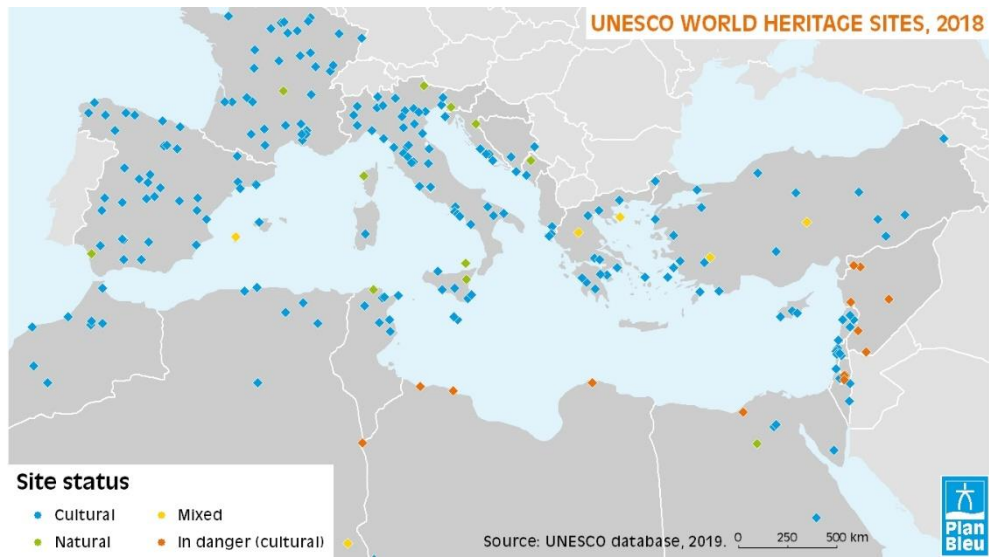 UNESCO WORLD HERITAGE SITES, 2018
Site status
Cultural
Mixed
Natural
In danger (cultural)
Source: UNESCO database, 2019.
0 250 500 km
Plan
Bleu